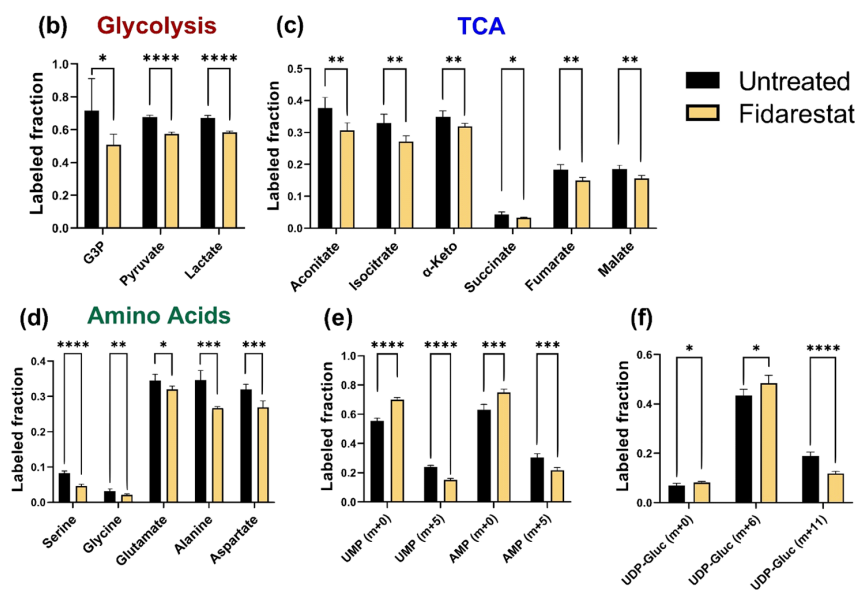 (b) Glycolysis
* **** ****
Labeled fraction
1.0
0.8
0.6
0.4
0.2
0.0
G3P
Pyruvate
Lactate
(c) TCA
** ** ** * ** **
Labeled fraction
0.5
0.4
0.3
0.2
0.1
0.0
Aconitate
Isocitrate
α-Keto
Succinate
Fumarate
Malate
Untreated
Fidarestat
(d) Amino Acids
**** ** * *** ***
Labeled fraction
0.4
0.3
0.2
0.1
0.0
Serine
Glycine
Glutamate
Alanine
Aspartate
(e)
**** **** *** ***
Labeled fraction
1.0
0.8
0.6
0.4
0.2
0.0
UMP (m+0)
UMP (m+5)
AMP (m+0)
AMP (m+5)
(f)
* * ****
Labeled fraction
0.6
0.4
0.2
0.0
UDP-Gluc (m+0)
UDP-Gluc (m+6)
UDP-Gluc (m+11)